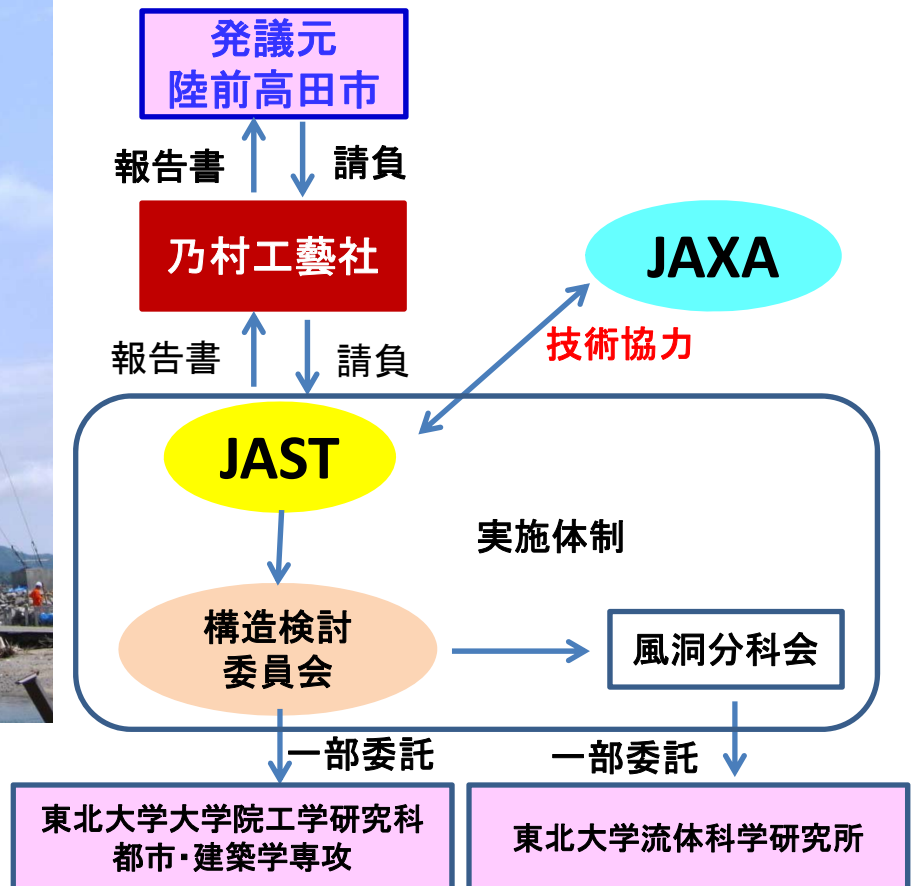 発議元
陸前高田市
報告書
請負
乃村工藝社
JAXA
技術協力
報告書
請負
JAST
実施体制
構造検討
委員会
風洞分科会
一部委託
一部委託
東北大学大学院工学研究科
都市・建築学専攻
東北大学流体科学研究所